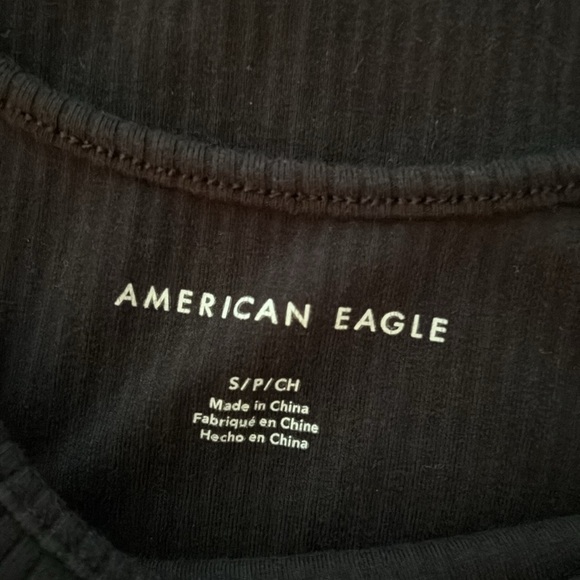 AMERICAN EAGLE
S/P/CH
Made in China
Fabriqué en Chine
Hecho en China